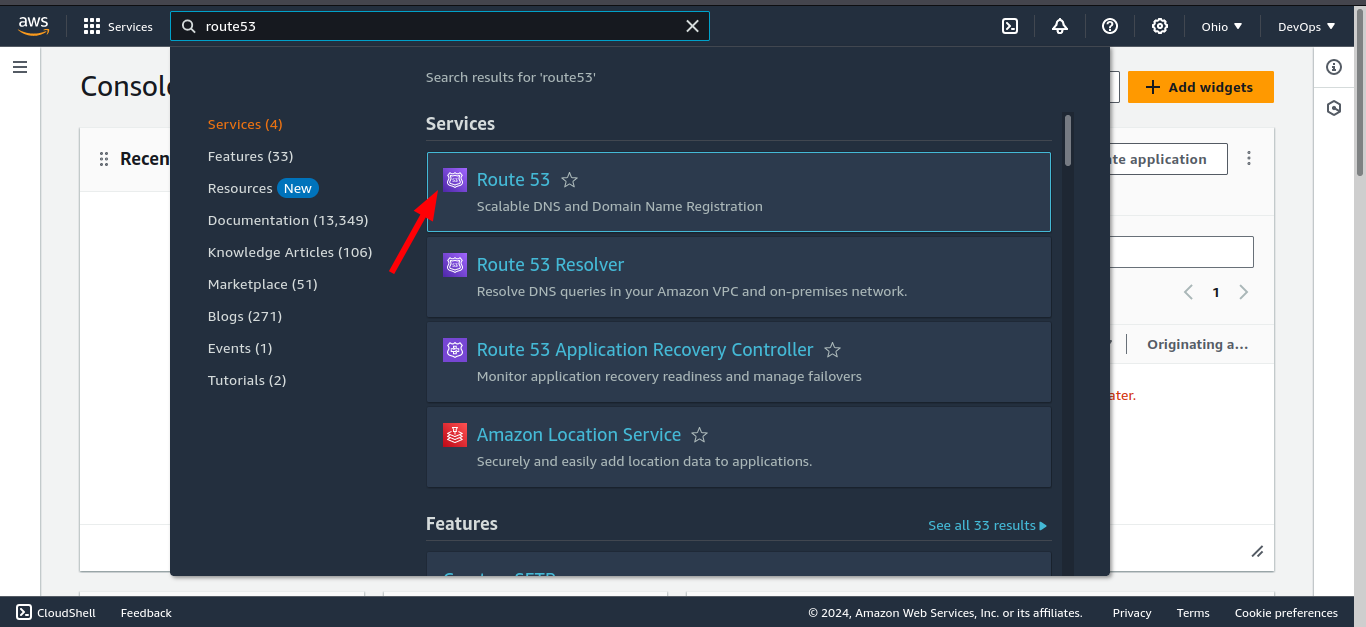 aws
Services
route53
Ohio ▼
DevOps ▼
Search results for 'route53'
Services (4)
Features (33)
Resources New
Documentation (13,349)
Knowledge Articles (106)
Marketplace (51)
Blogs (271)
Events (1)
Tutorials (2)
Services
Route 53
Scalable DNS and Domain Name Registration
Route 53 Resolver
Resolve DNS queries in your Amazon VPC and on-premises network.
Route 53 Application Recovery Controller
Monitor application recovery readiness and manage failovers
Amazon Location Service
Securely and easily add location data to applications.
Features
See all 33 results ▶
Consol
Recen
+ Add widgets
te application
1
Originating a...
ater.
CloudShell
Feedback
© 2024, Amazon Web Services, Inc. or its affiliates.
Privacy
Terms
Cookie preferences